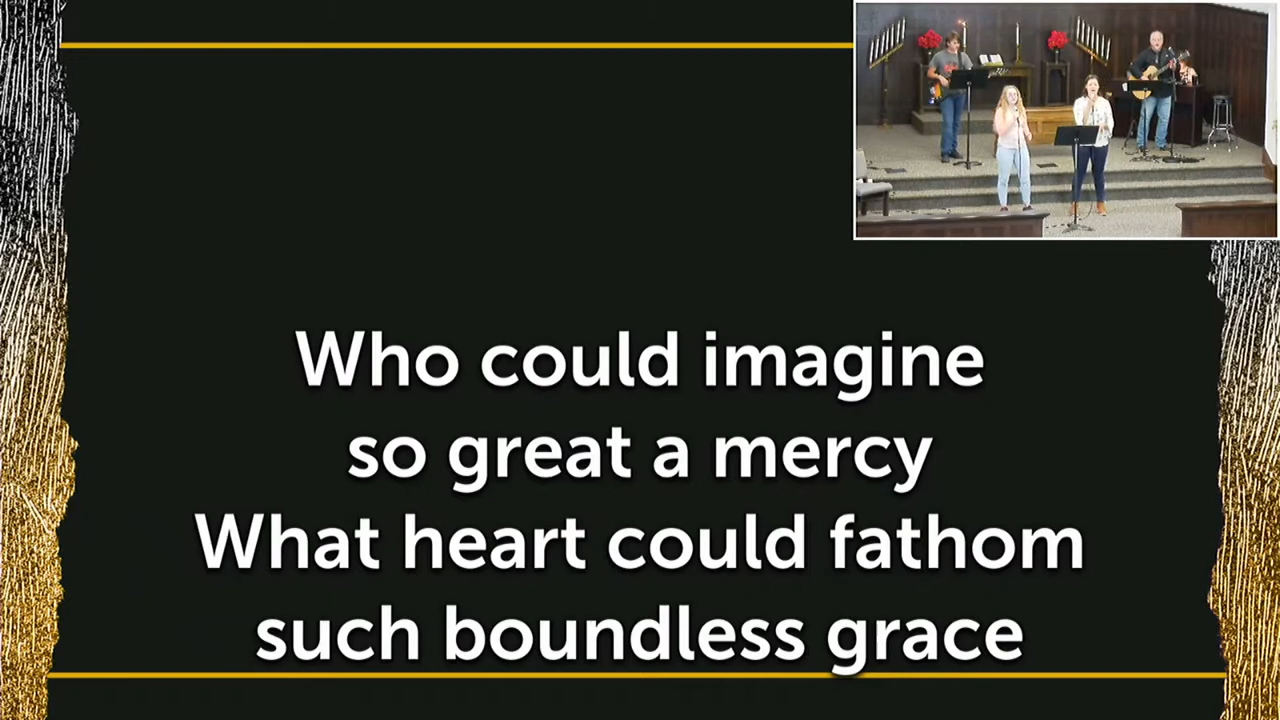 Who could imagine
so great a mercy
What heart could fathom
such boundless grace